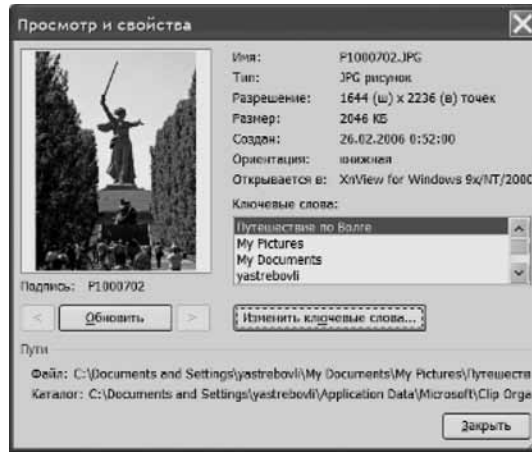 Просмотр и свойства
Имя: P1000702.JPG
Тип: JPG рисунок
Разрешение: 1644 (ш) x 2236 (в) точек
Размер: 2046 КБ
Создан: 26.02.2006 0:52:00
Ориентация: книжная
Открывается в: XnView for Windows 9x/NT/2000
Ключевые слова:
Путешествие по Волге
My Pictures
My Documents
yastrebovli
Подпись: P1000702
< Обновить >
Изменить ключевые слова...
Пути
Файл: C:\Documents and Settings\yastrebovli\My Documents\My Pictures\Путешеств
Каталог: C:\Documents and Settings\yastrebovli\Application Data\Microsoft\Clip Orga
Закрыть